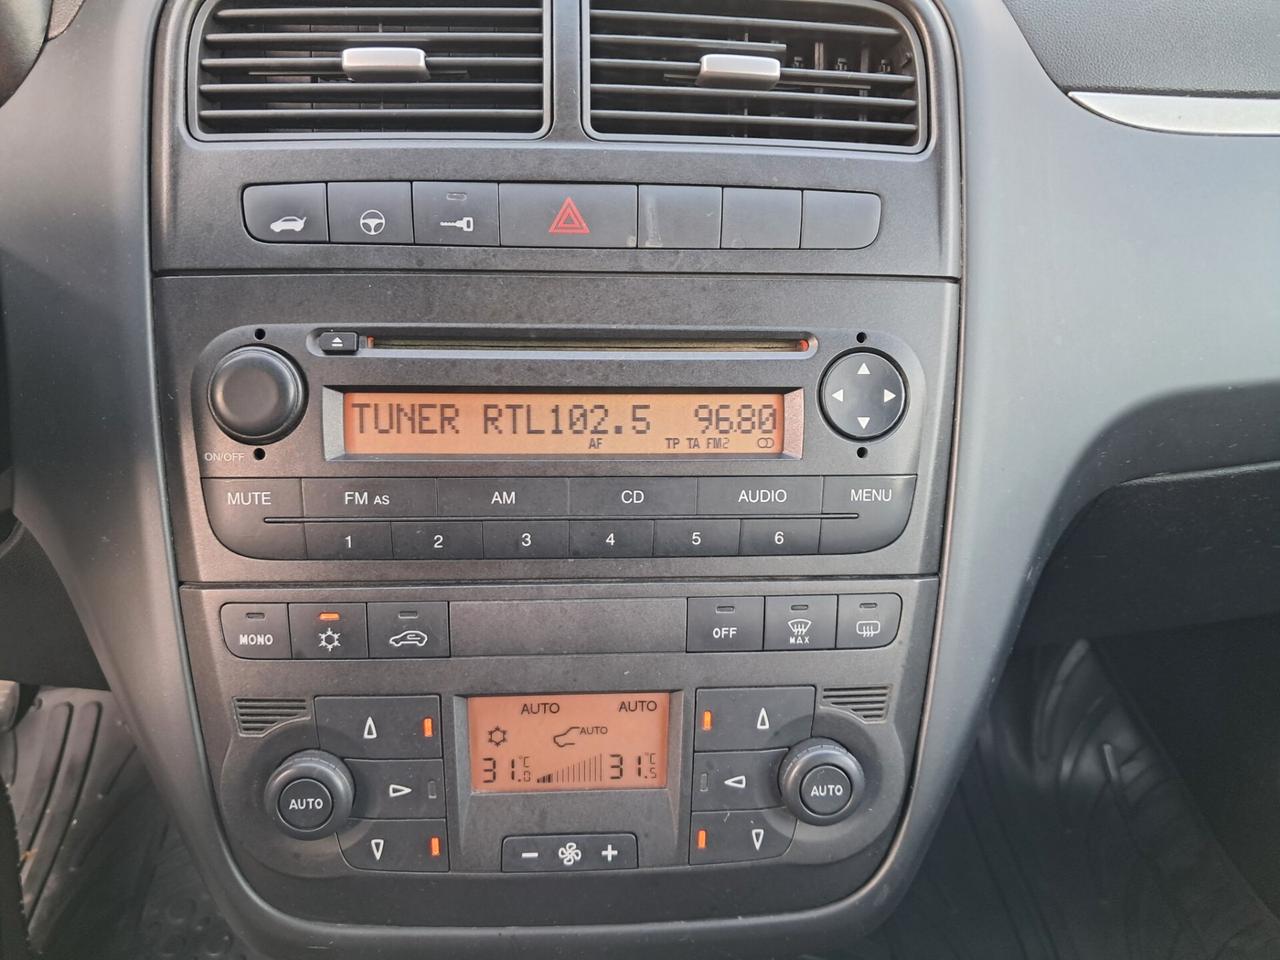 TUNER RTL102.5 96.80
AF TP TA FM2
ON/OFF
MUTE FM AS AM CD AUDIO MENU
1 2 3 4 5 6
MONO OFF MAX
AUTO AUTO
AUTO
31.0 °C 31.5 °C
AUTO AUTO
- +